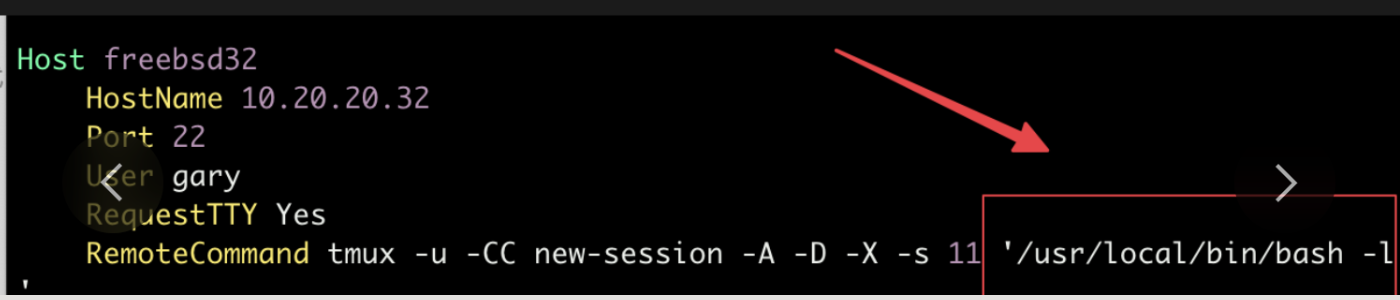 Host freebsd32
HostName 10.20.20.32
Port 22
User gary
RequestTTY Yes
RemoteCommand tmux -u -CC new-session -A -D -X -s 11 '/usr/local/bin/bash -l
'